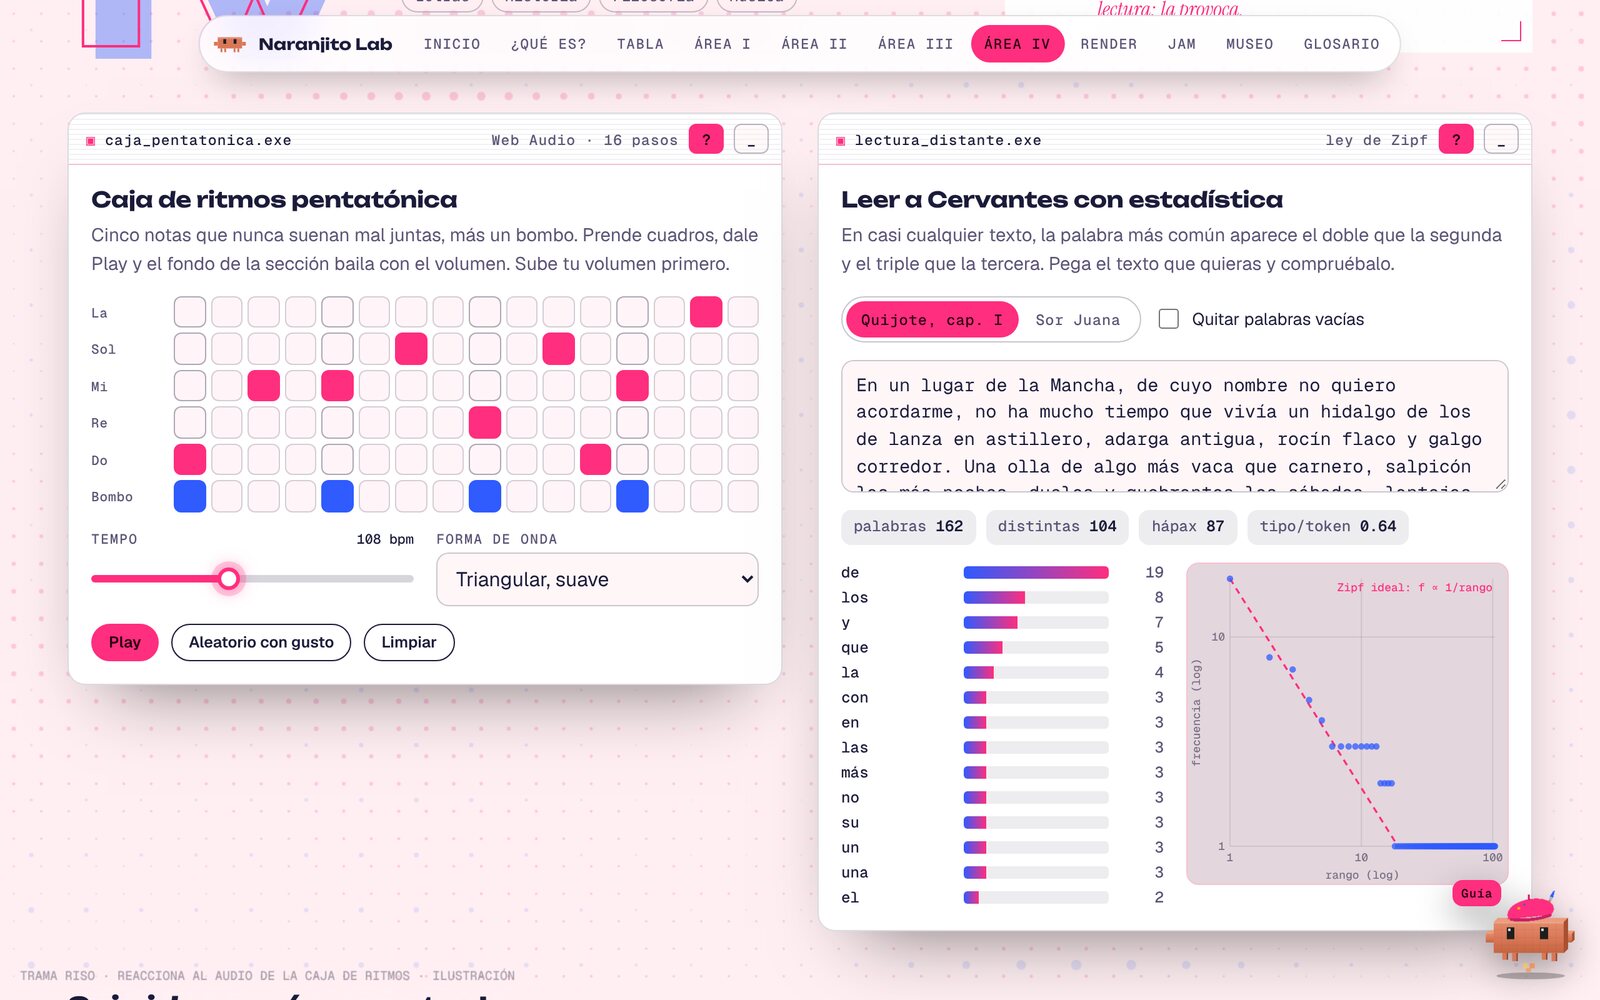 Letras
Historia
Filosofía
lectura: la provoca.
Naranjito Lab
INICIO
¿QUÉ ES?
TABLA
ÁREA I
ÁREA II
ÁREA III
ÁREA IV
RENDER
JAM
MUSEO
GLOSARIO
caja_pentatonica.exe
Web Audio · 16 pasos
?
_
Caja de ritmos pentatónica
Cinco notas que nunca suenan mal juntas, más un bombo. Prende cuadros, dale
Play y el fondo de la sección baila con el volumen. Sube tu volumen primero.
La
Sol
Mi
Re
Do
Bombo
TEMPO
108 bpm
FORMA DE ONDA
Triangular, suave
Play
Aleatorio con gusto
Limpiar
lectura_distante.exe
ley de Zipf
?
_
Leer a Cervantes con estadística
En casi cualquier texto, la palabra más común aparece el doble que la segunda
y el triple que la tercera. Pega el texto que quieras y compruébalo.
Quijote, cap. I
Sor Juana
Quitar palabras vacías
En un lugar de la Mancha, de cuyo nombre no quiero
acordarme, no ha mucho tiempo que vivía un hidalgo de los
de lanza en astillero, adarga antigua, rocín flaco y galgo
corredor. Una olla de algo más vaca que carnero, salpicón
las más noches, duelos y quebrantos los sábados, lentejas
palabras 162
distintas 104
hápax 87
tipo/token 0.64
de 19
los 8
y 7
que 5
la 4
con 3
en 3
las 3
más 3
no 3
su 3
un 3
una 3
el 2
Zipf ideal: f ∝ 1/rango
10
1
1
10
100
frecuencia (log)
rango (log)
Guía
TRAMA RISO · REACCIONA AL AUDIO DE LA CAJA DE RITMOS · ILUSTRACIÓN